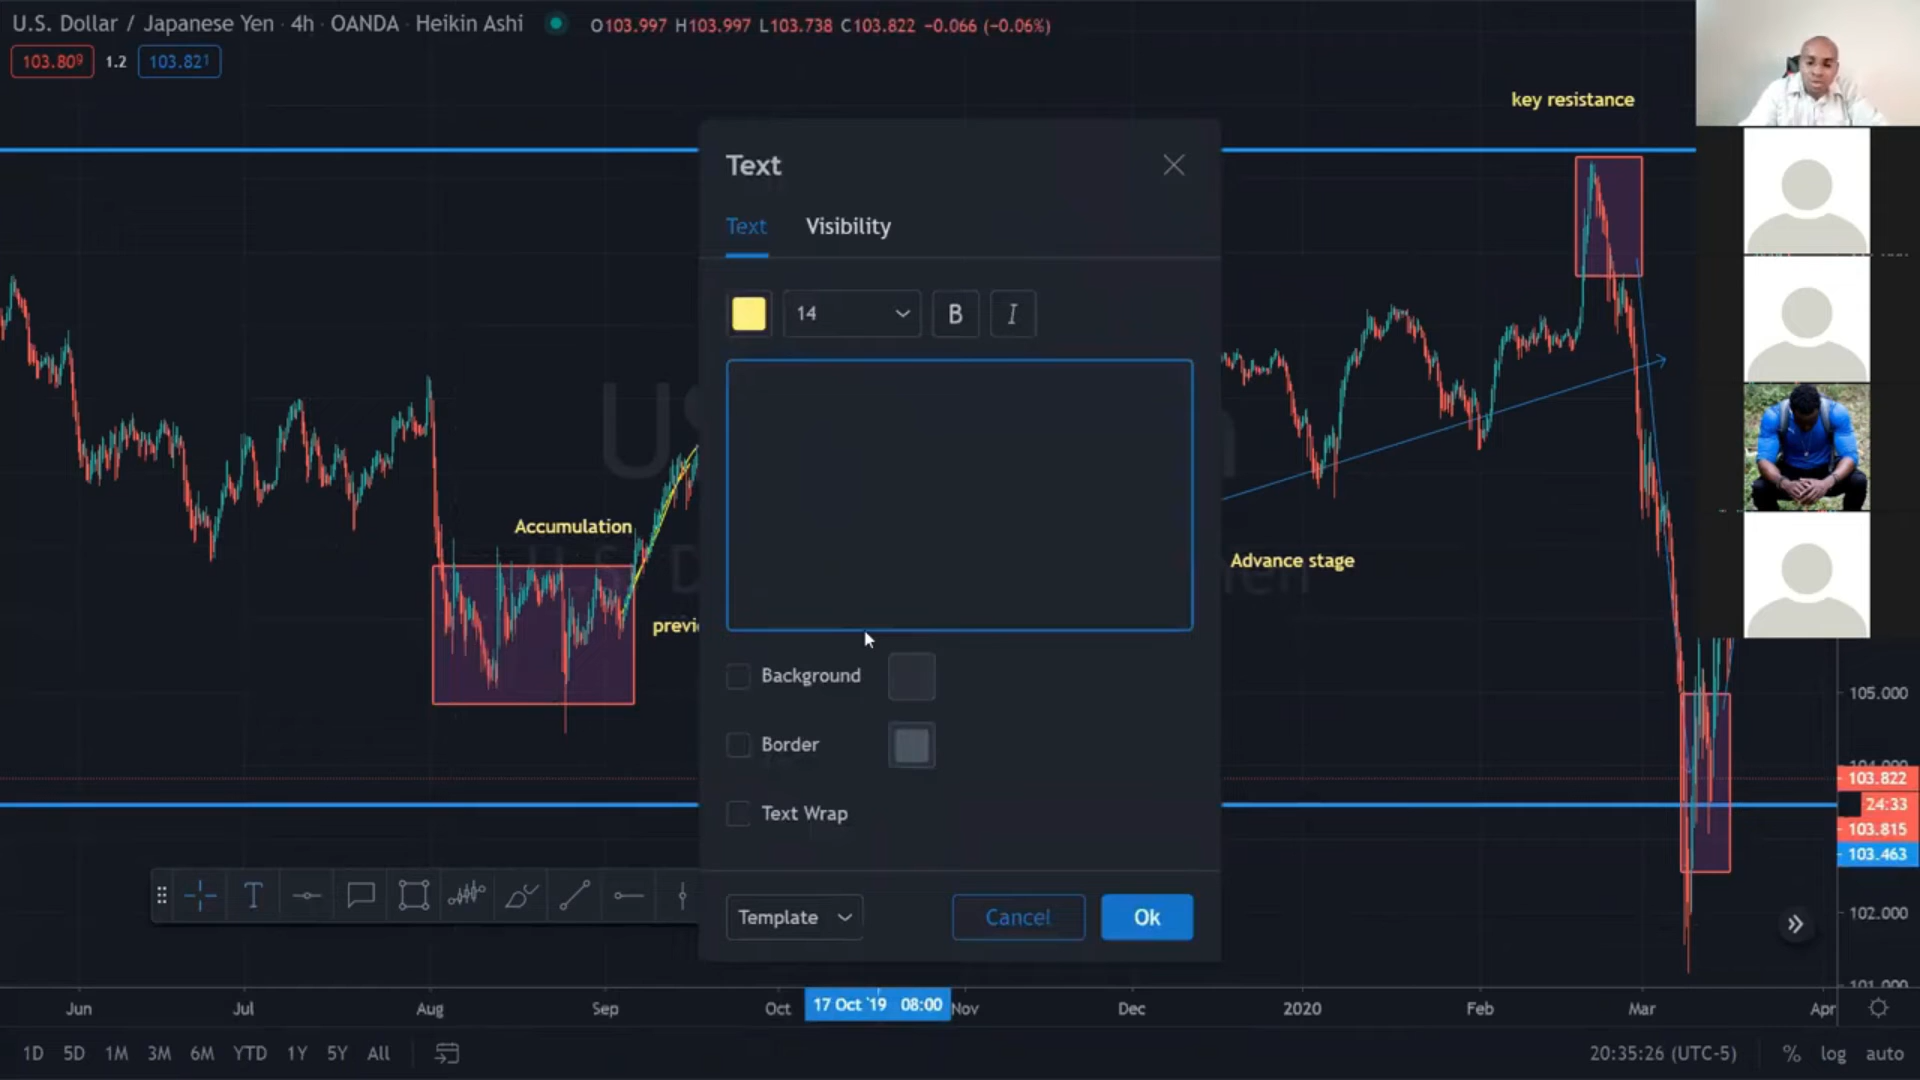 U.S. Dollar / Japanese Yen · 4h · OANDA · Heikin Ashi O103.997 H103.997 L103.738 C103.822 −0.066 (−0.06%)
103.809 1.2 103.821
key resistance
Text
Text Visibility
14 B I
Accumulation
Advance stage
previ
Background
105.000
Border
103.822
24:33
Text Wrap
103.815
103.463
T
Template Cancel Ok
102.000
Jun Jul Aug Sep Oct 17 Oct '19 08:00 Nov Dec 2020 Feb Mar Apr
1D 5D 1M 3M 6M YTD 1Y 5Y All 20:35:26 (UTC-5) % log auto